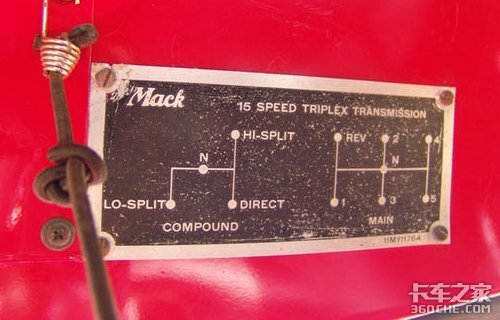 Mack
15 SPEED TRIPLEX TRANSMISSION
HI-SPLIT REV 2 4
N N
LO-SPLIT DIRECT 1 3 5
COMPOUND MAIN
11MY1176A
卡车之家
360CHE.COM